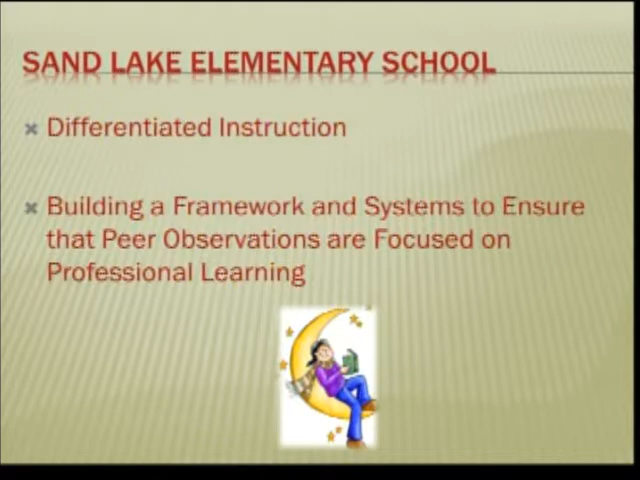 SAND LAKE ELEMENTARY SCHOOL
Differentiated Instruction
Building a Framework and Systems to Ensure
that Peer Observations are Focused on
Professional Learning